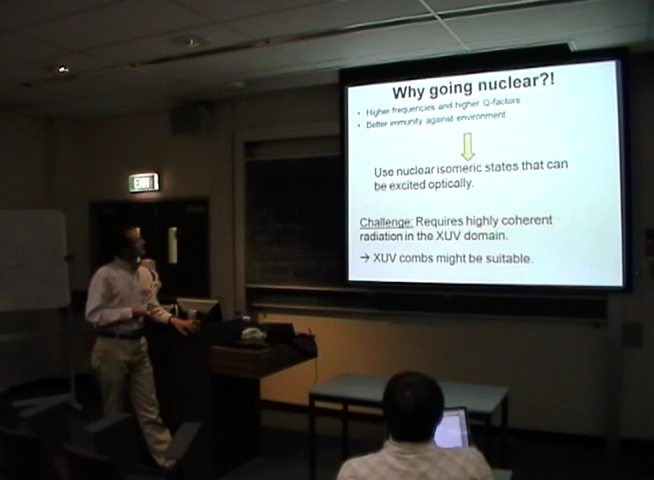 Why going nuclear?!
• Higher frequencies and higher Q-factors
• Better immunity against environment
Use nuclear isomeric states that can
be excited optically.
Challenge: Requires highly coherent
radiation in the XUV domain.
→ XUV combs might be suitable.
EXIT